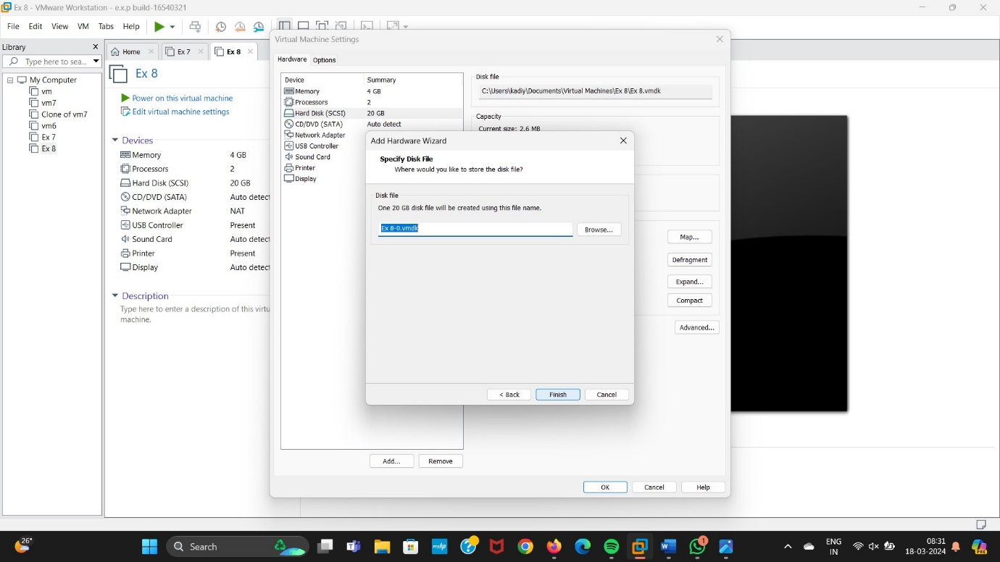 Ex 8 - VMware Workstation - e.x.p build-16540321
File Edit View VM Tabs Help
Library
Type here to sea...
My Computer
vm
vm7
Clone of vm7
vm6
Ex 7
Ex 8
Home
Ex 7
Ex 8
Ex 8
Power on this virtual machine
Edit virtual machine settings
Devices
Memory 4 GB
Processors 2
Hard Disk (SCSI) 20 GB
CD/DVD (SATA) Auto detect
Network Adapter NAT
USB Controller Present
Sound Card Auto detect
Printer Present
Display Auto detect
Description
Type here to enter a description of this virtu
machine.
Virtual Machine Settings
Hardware Options
Device Summary
Memory 4 GB
Processors 2
Hard Disk (SCSI) 20 GB
CD/DVD (SATA) Auto detect
Network Adapter
USB Controller
Sound Card
Printer
Display
Add... Remove
Disk file
C:\Users\kadiy\Documents\Virtual Machines\Ex 8\Ex 8.vmdk
Capacity
Current size: 2.6 MB
Map...
Defragment
Expand...
Compact
Advanced...
OK Cancel Help
Add Hardware Wizard
Specify Disk File
Where would you like to store the disk file?
Disk file
One 20 GB disk file will be created using this file name.
Ex 8-0.vmdk
Browse...
< Back Finish Cancel
26°
Search
myhp
1
ENG
IN
08:31
18-03-2024
PRE